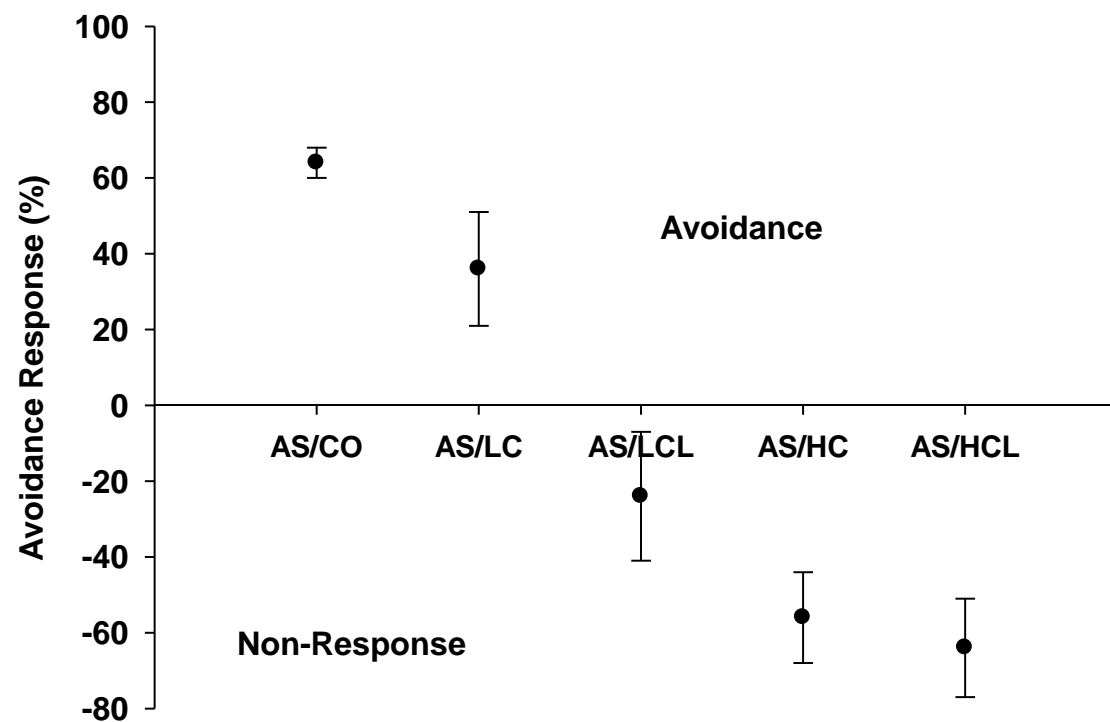 Avoidance Response (%)
100
80
60
40
20
0
-20
-40
-60
-80
Avoidance
AS/CO AS/LC AS/LCL AS/HC AS/HCL
Non-Response